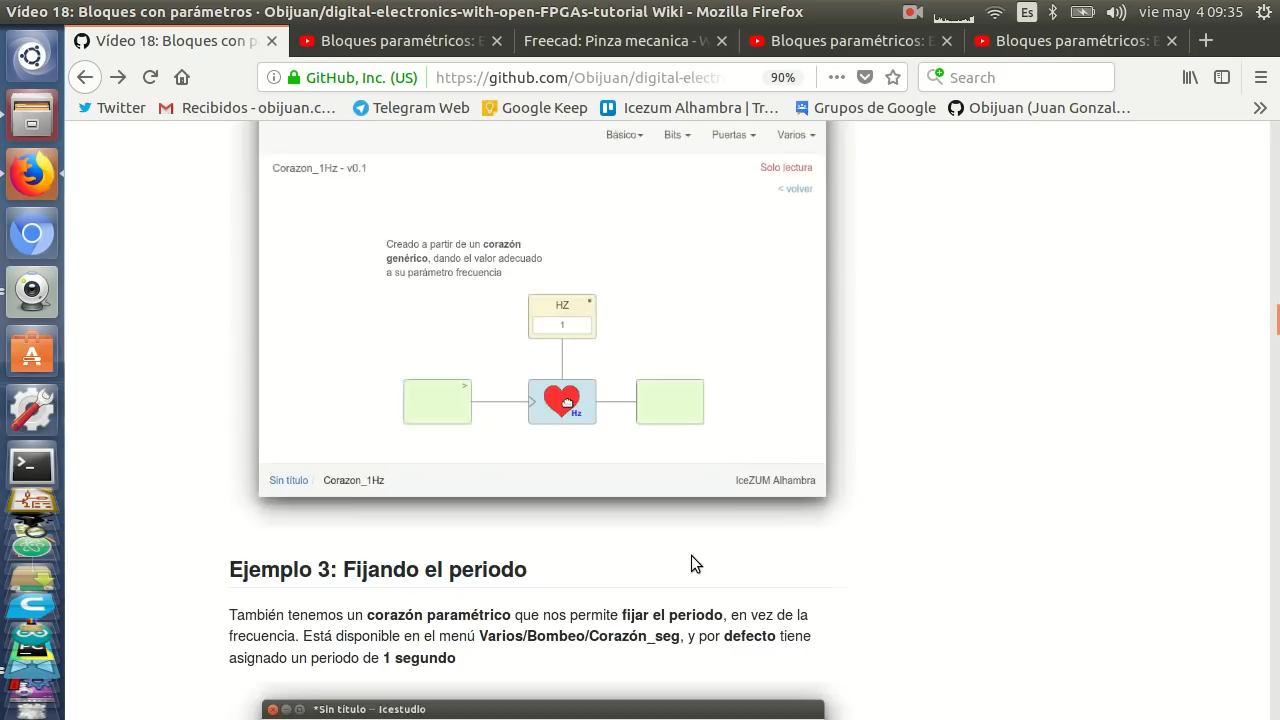 Vídeo 18: Bloques con parámetros · Obijuan/digital-electronics-with-open-FPGAs-tutorial Wiki - Mozilla Firefox
Es
vie may 4 09:35
Vídeo 18: Bloques con p
Bloques paramétricos: E
Freecad: Pinza mecanica - W
Bloques paramétricos: E
Bloques paramétricos: E
GitHub, Inc. (US)
https://github.com/Obijuan/digital-electr
90%
Search
Twitter
Recibidos - obijuan.c...
Telegram Web
Google Keep
Icezum Alhambra | Tr...
Grupos de Google
Obijuan (Juan Gonzal...
Básico
Bits
Puertas
Varios
Corazon_1Hz - v0.1
Solo lectura
< volver
Creado a partir de un corazón
genérico, dando el valor adecuado
a su parámetro frecuencia
HZ
1
Hz
Sin título / Corazon_1Hz
IceZUM Alhambra
Ejemplo 3: Fijando el periodo
También tenemos un corazón paramétrico que nos permite fijar el periodo, en vez de la
frecuencia. Está disponible en el menú Varios/Bombeo/Corazón_seg, y por defecto tiene
asignado un periodo de 1 segundo
*Sin título – Icestudio